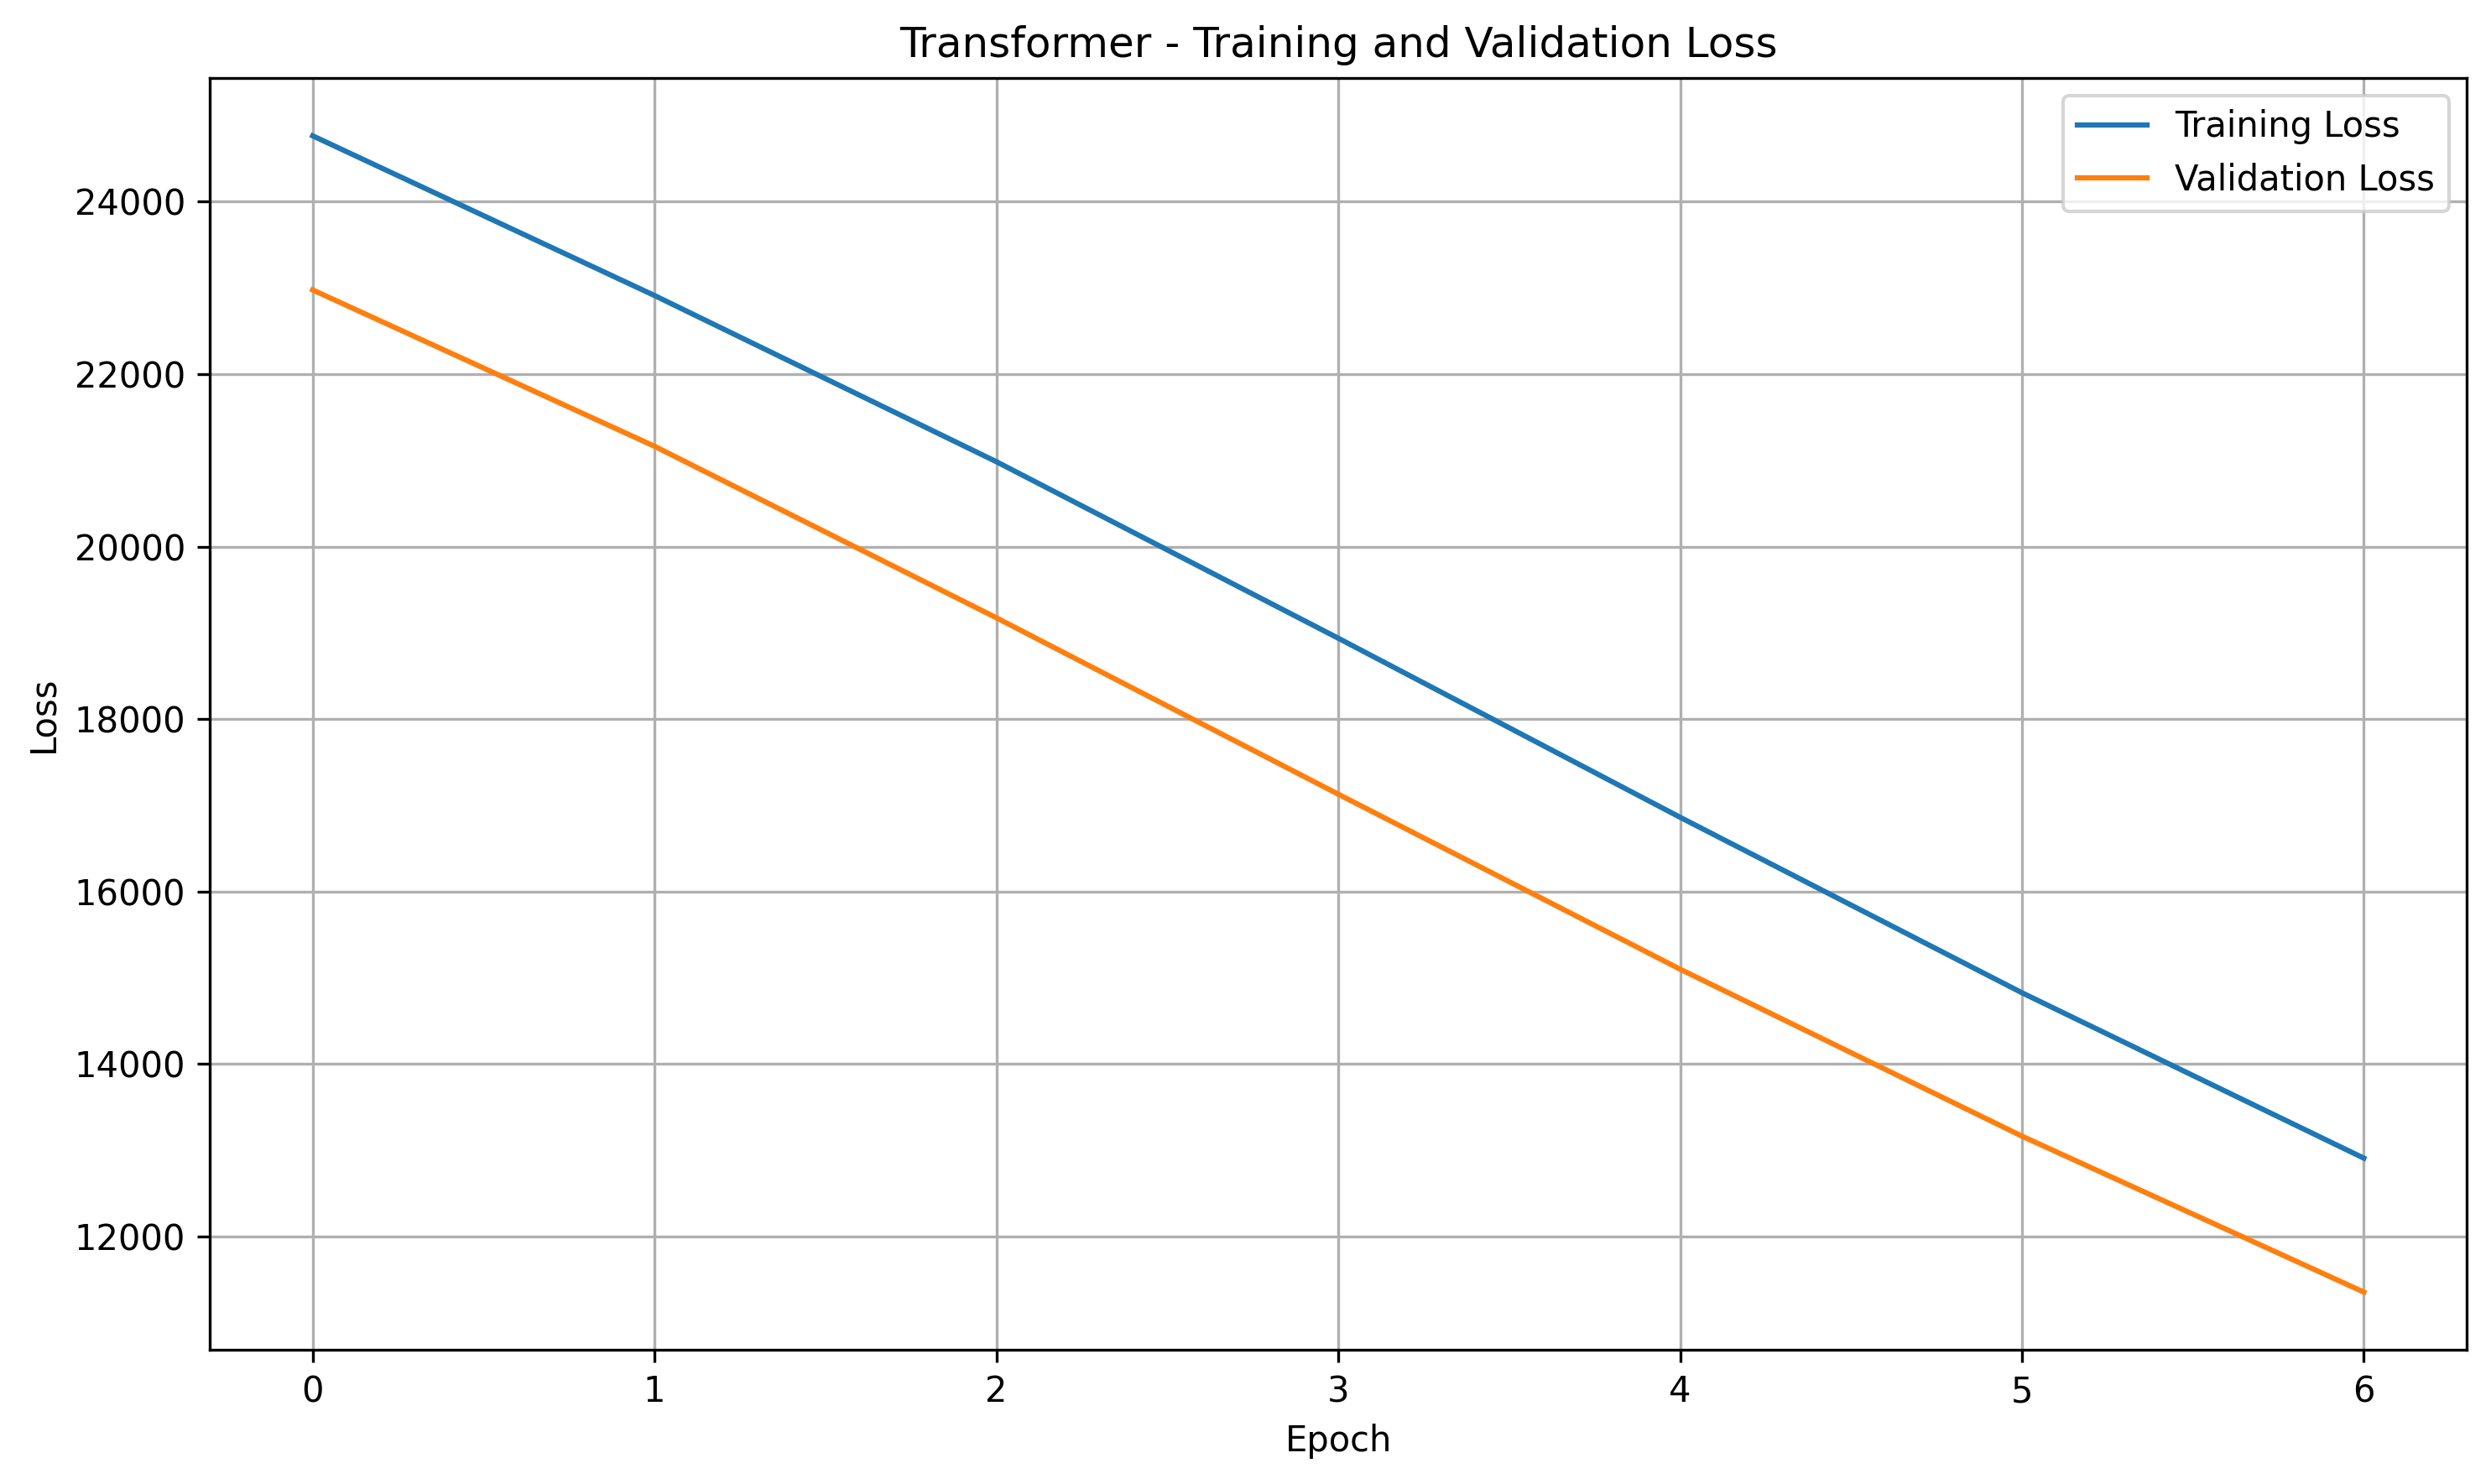 Transformer - Training and Validation Loss
Training Loss
Validation Loss
24000
22000
20000
18000
16000
14000
12000
Loss
0 1 2 3 4 5 6
Epoch